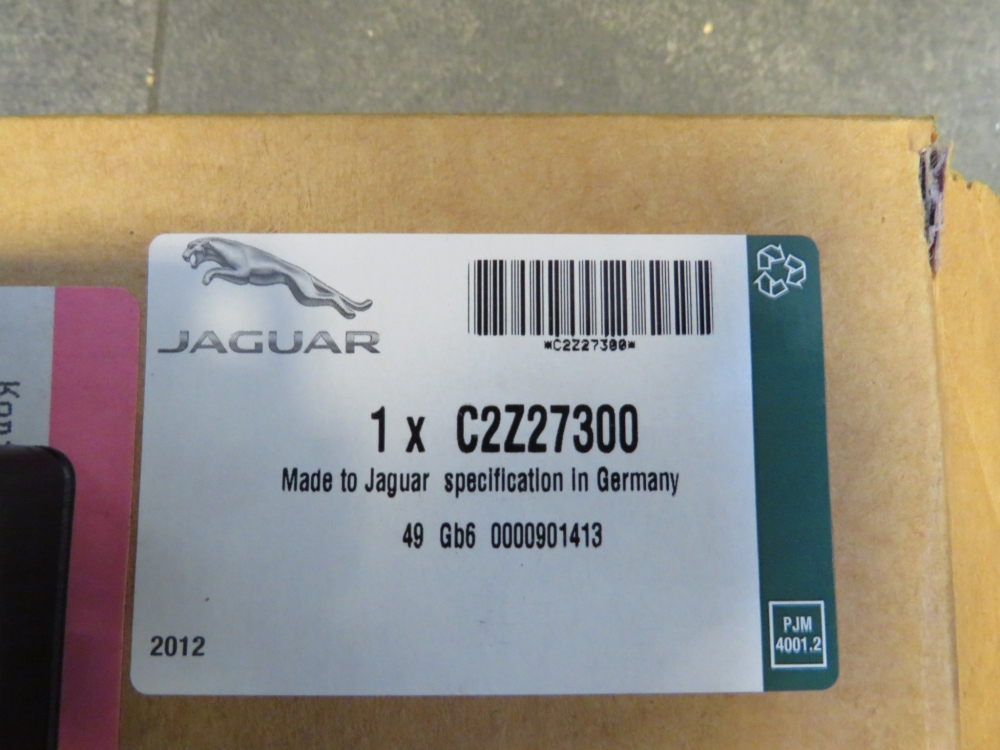 JAGUAR
*C2Z27300*
1 x C2Z27300
Made to Jaguar specification in Germany
49 Gb6 0000901413
2012
PJM
4001.2